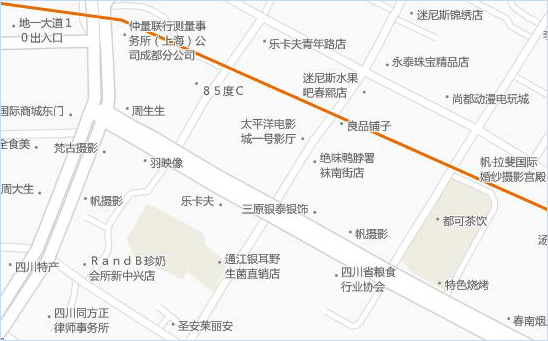 地一大道1
0出入口
仲量联行测量事
务所（上海）公
司成都分公司
乐卡夫青年路店
迷尼斯锦绣店
永泰珠宝精品店
迷尼斯水果
吧春熙店
85度C
尚都动漫电玩城
国际商城东门
周生生
太平洋电影
城一号影厅
良品铺子
全食美
梵古摄影
羽映像
绝味鸭脖署
袜南街店
帆·拉斐国际
婚纱摄影宫殿
周大生
帆摄影
乐卡夫
三原银泰银饰
都可茶饮
帆摄影
汤
四川特产
RandB珍奶
会所新中兴店
通江银耳野
生菌直销店
四川省粮食
行业协会
特色烧烤
四川同方正
律师事务所
圣安茱丽安
春南烟